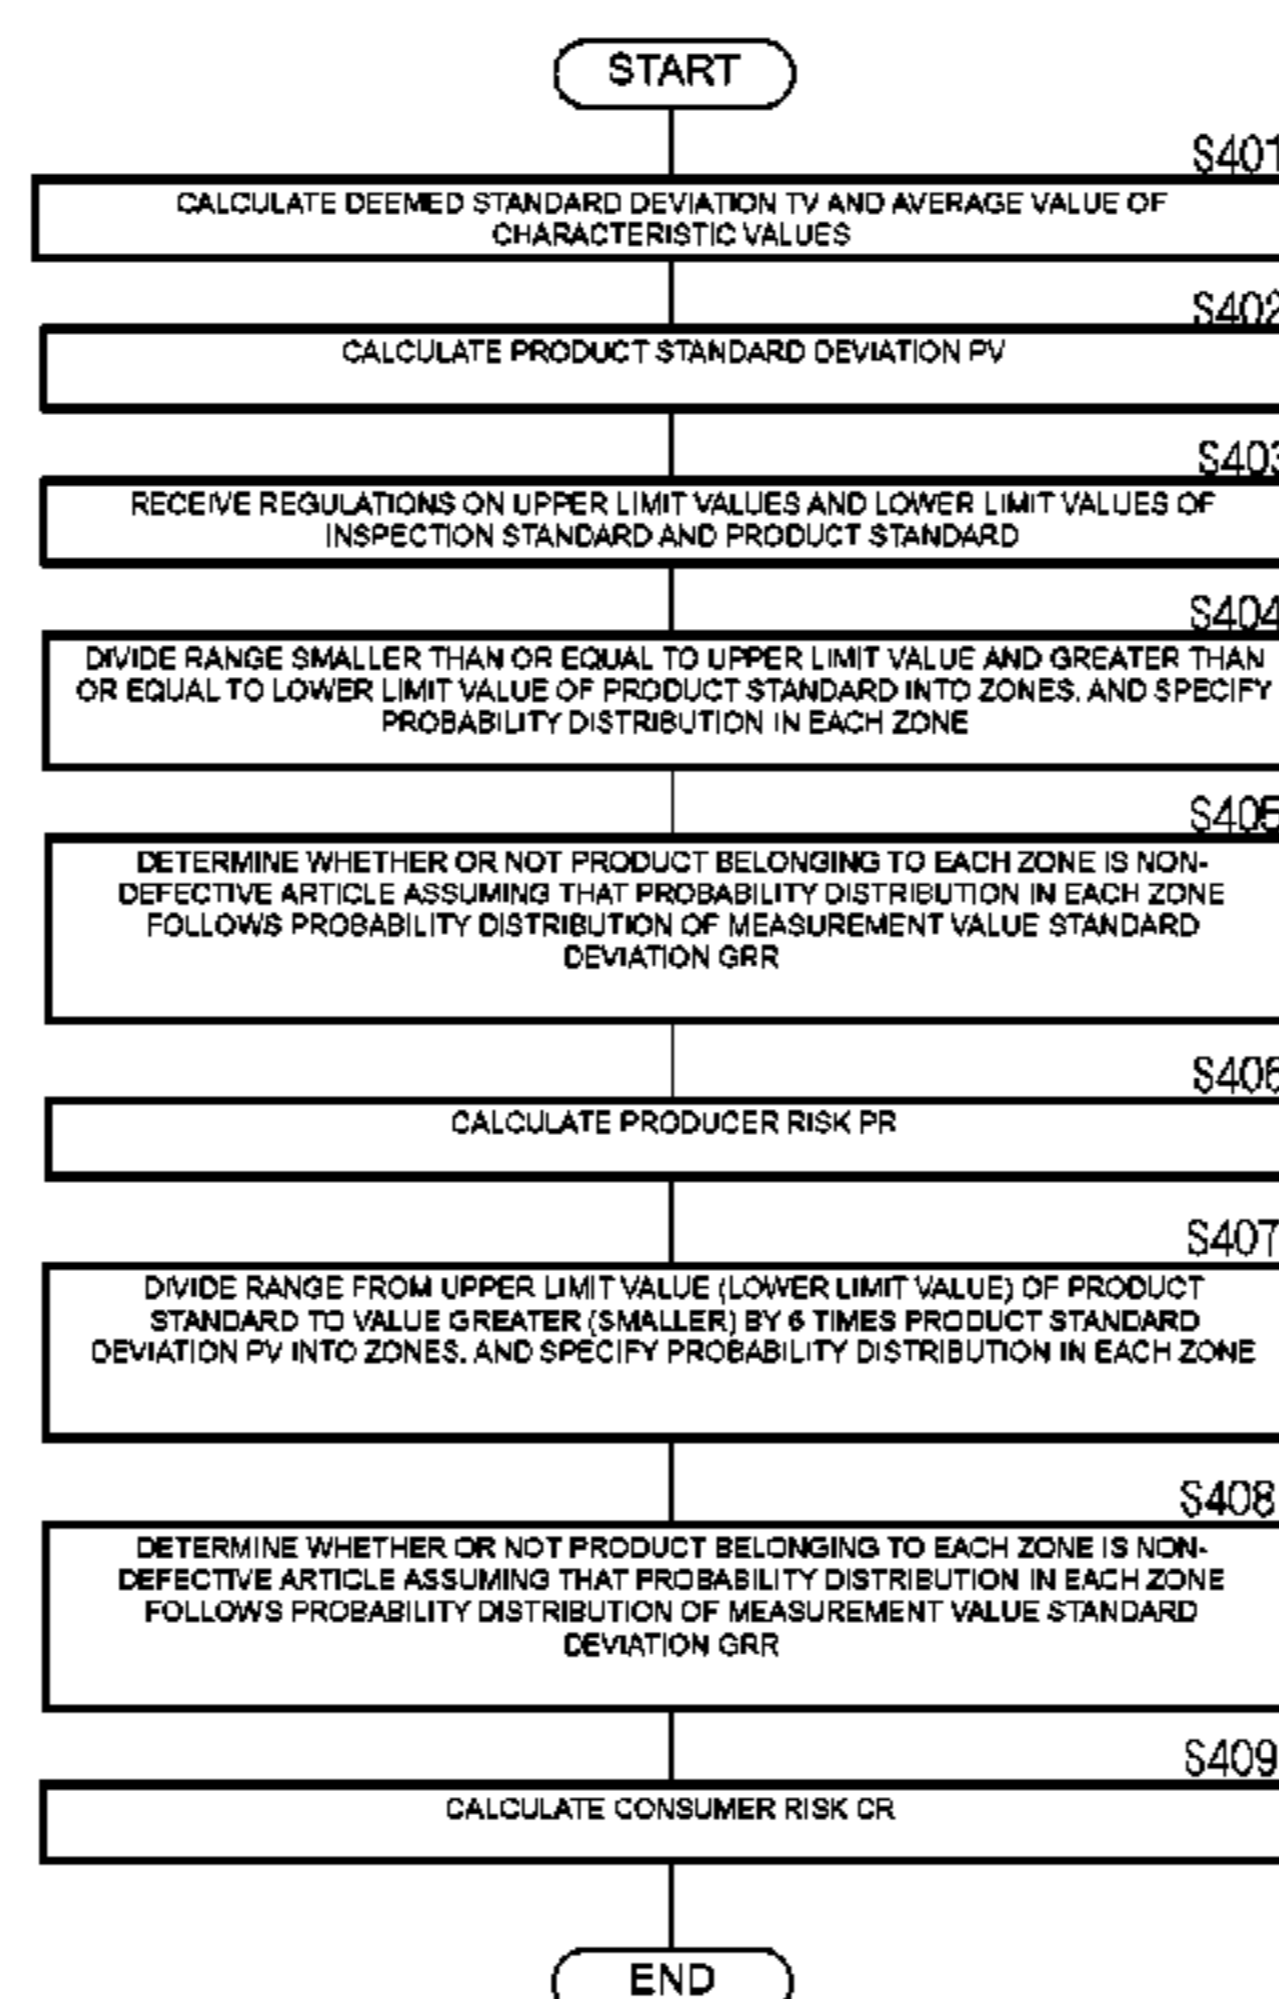 START
S401
CALCULATE DEEMED STANDARD DEVIATION TV AND AVERAGE VALUE OF
CHARACTERISTIC VALUES
S402
CALCULATE PRODUCT STANDARD DEVIATION PV
S403
RECEIVE REGULATIONS ON UPPER LIMIT VALUES AND LOWER LIMIT VALUES OF
INSPECTION STANDARD AND PRODUCT STANDARD
S404
DIVIDE RANGE SMALLER THAN OR EQUAL TO UPPER LIMIT VALUE AND GREATER THAN
OR EQUAL TO LOWER LIMIT VALUE OF PRODUCT STANDARD INTO ZONES, AND SPECIFY
PROBABILITY DISTRIBUTION IN EACH ZONE
S405
DETERMINE WHETHER OR NOT PRODUCT BELONGING TO EACH ZONE IS NON-
DEFECTIVE ARTICLE ASSUMING THAT PROBABILITY DISTRIBUTION IN EACH ZONE
FOLLOWS PROBABILITY DISTRIBUTION OF MEASUREMENT VALUE STANDARD
DEVIATION GRR
S406
CALCULATE PRODUCER RISK PR
S407
DIVIDE RANGE FROM UPPER LIMIT VALUE (LOWER LIMIT VALUE) OF PRODUCT
STANDARD TO VALUE GREATER (SMALLER) BY 6 TIMES PRODUCT STANDARD
DEVIATION PV INTO ZONES, AND SPECIFY PROBABILITY DISTRIBUTION IN EACH ZONE
S408
DETERMINE WHETHER OR NOT PRODUCT BELONGING TO EACH ZONE IS NON-
DEFECTIVE ARTICLE ASSUMING THAT PROBABILITY DISTRIBUTION IN EACH ZONE
FOLLOWS PROBABILITY DISTRIBUTION OF MEASUREMENT VALUE STANDARD
DEVIATION GRR
S409
CALCULATE CONSUMER RISK CR
END